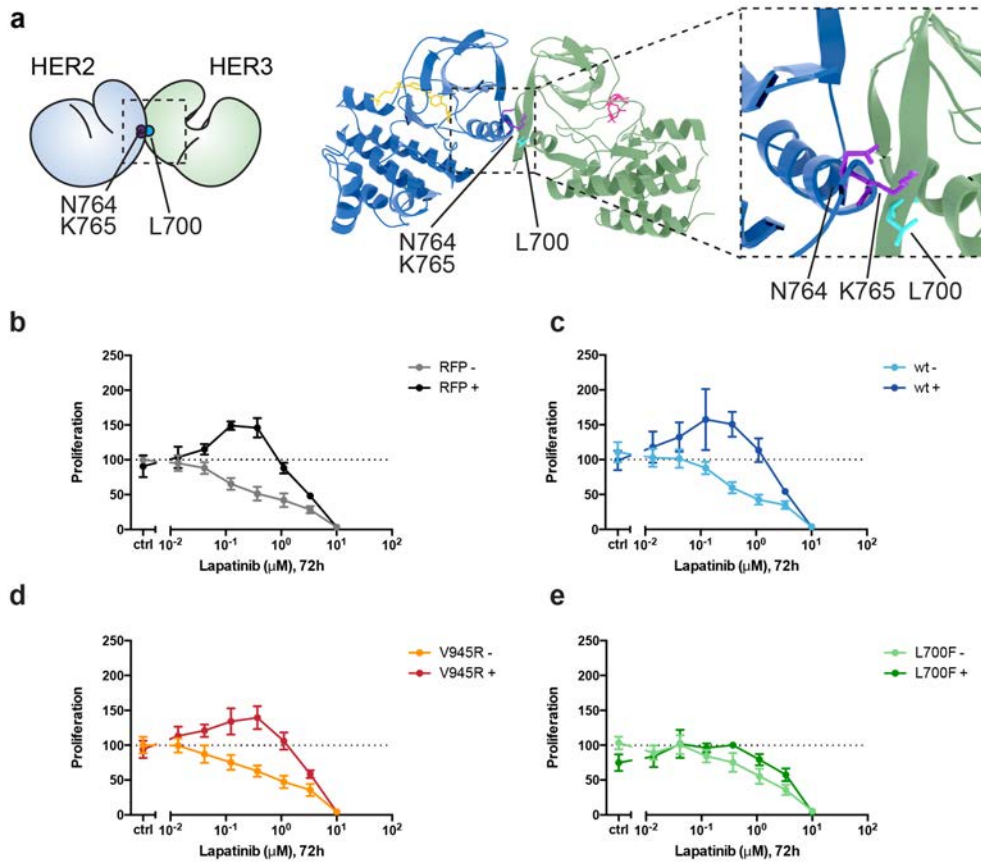 a
HER2 HER3
N764
K765
L700
N764
K765
L700
N764 K765 L700
b
RFP -
RFP +
Proliferation
250
200
150
100
50
0
ctrl 10-2 10-1 100 101 102
Lapatinib (μM), 72h
c
wt -
wt +
Proliferation
250
200
150
100
50
0
ctrl 10-2 10-1 100 101 102
Lapatinib (μM), 72h
d
V945R -
V945R +
Proliferation
250
200
150
100
50
0
ctrl 10-2 10-1 100 101 102
Lapatinib (μM), 72h
e
L700F -
L700F +
Proliferation
250
200
150
100
50
0
ctrl 10-2 10-1 100 101 102
Lapatinib (μM), 72h